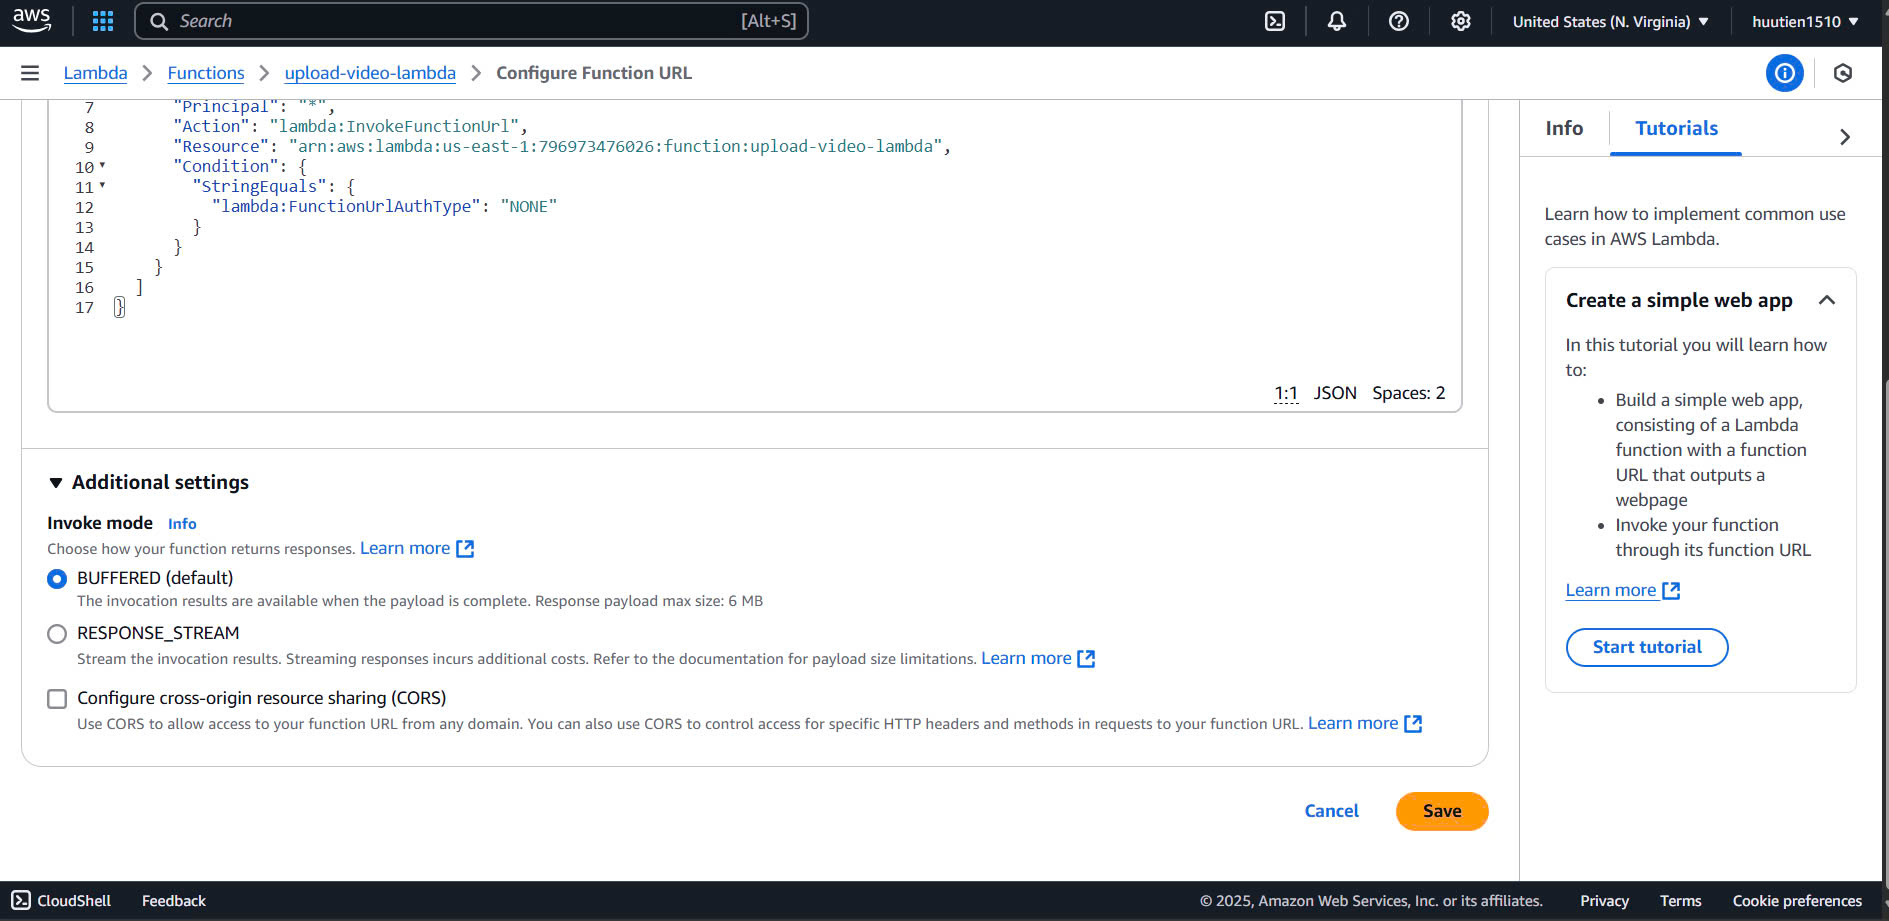 aws
Search [Alt+S]
United States (N. Virginia) ▼
huutien1510 ▼
Lambda > Functions > upload-video-lambda > Configure Function URL
7 "Principal": "*",
8 "Action": "lambda:InvokeFunctionUrl",
9 "Resource": "arn:aws:lambda:us-east-1:796973476026:function:upload-video-lambda",
10 "Condition": {
11 "StringEquals": {
12 "lambda:FunctionUrlAuthType": "NONE"
13 }
14 }
15 }
16 ]
17 }
1:1 JSON Spaces: 2
Additional settings
Invoke mode Info
Choose how your function returns responses. Learn more
BUFFERED (default)
The invocation results are available when the payload is complete. Response payload max size: 6 MB
RESPONSE_STREAM
Stream the invocation results. Streaming responses incurs additional costs. Refer to the documentation for payload size limitations. Learn more
Configure cross-origin resource sharing (CORS)
Use CORS to allow access to your function URL from any domain. You can also use CORS to control access for specific HTTP headers and methods in requests to your function URL. Learn more
Cancel
Save
Info
Tutorials
Learn how to implement common use
cases in AWS Lambda.
Create a simple web app
In this tutorial you will learn how
to:
• Build a simple web app,
consisting of a Lambda
function with a function
URL that outputs a
webpage
• Invoke your function
through its function URL
Learn more
Start tutorial
CloudShell
Feedback
© 2025, Amazon Web Services, Inc. or its affiliates.
Privacy
Terms
Cookie preferences